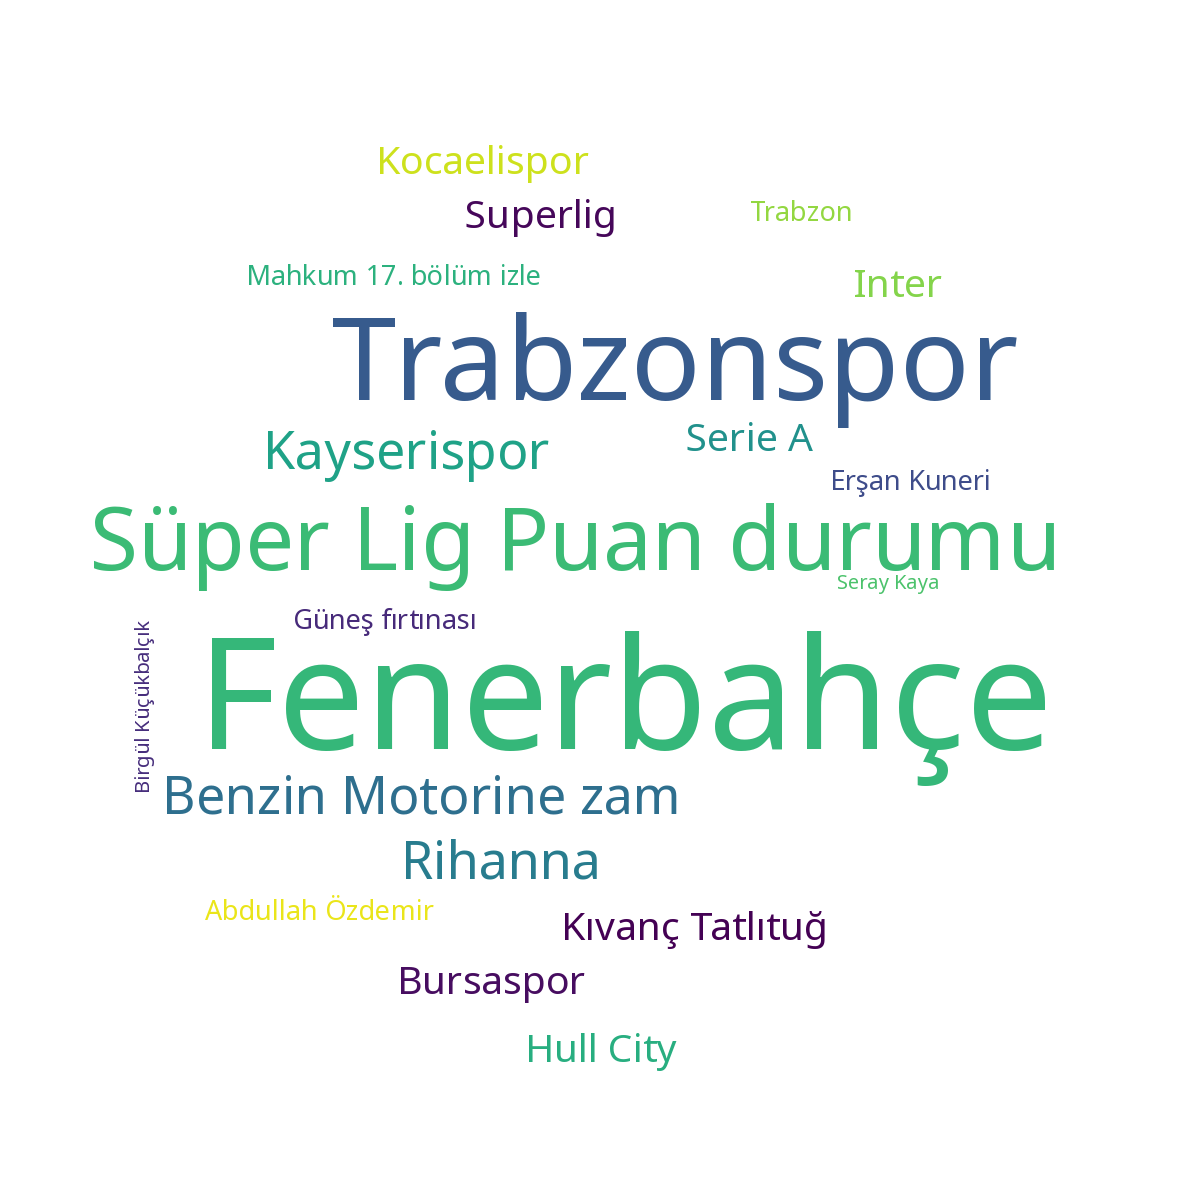 Kocaelispor
Superlig
Trabzon
Mahkum 17. bölüm izle
Inter
Trabzonspor
Kayserispor
Serie A
Erşan Kuneri
Süper Lig Puan durumu
Seray Kaya
Güneş fırtınası
Birgül Küçükbalçık
Fenerbahçe
Benzin Motorine zam
Rihanna
Abdullah Özdemir
Kıvanç Tatlıtuğ
Bursaspor
Hull City